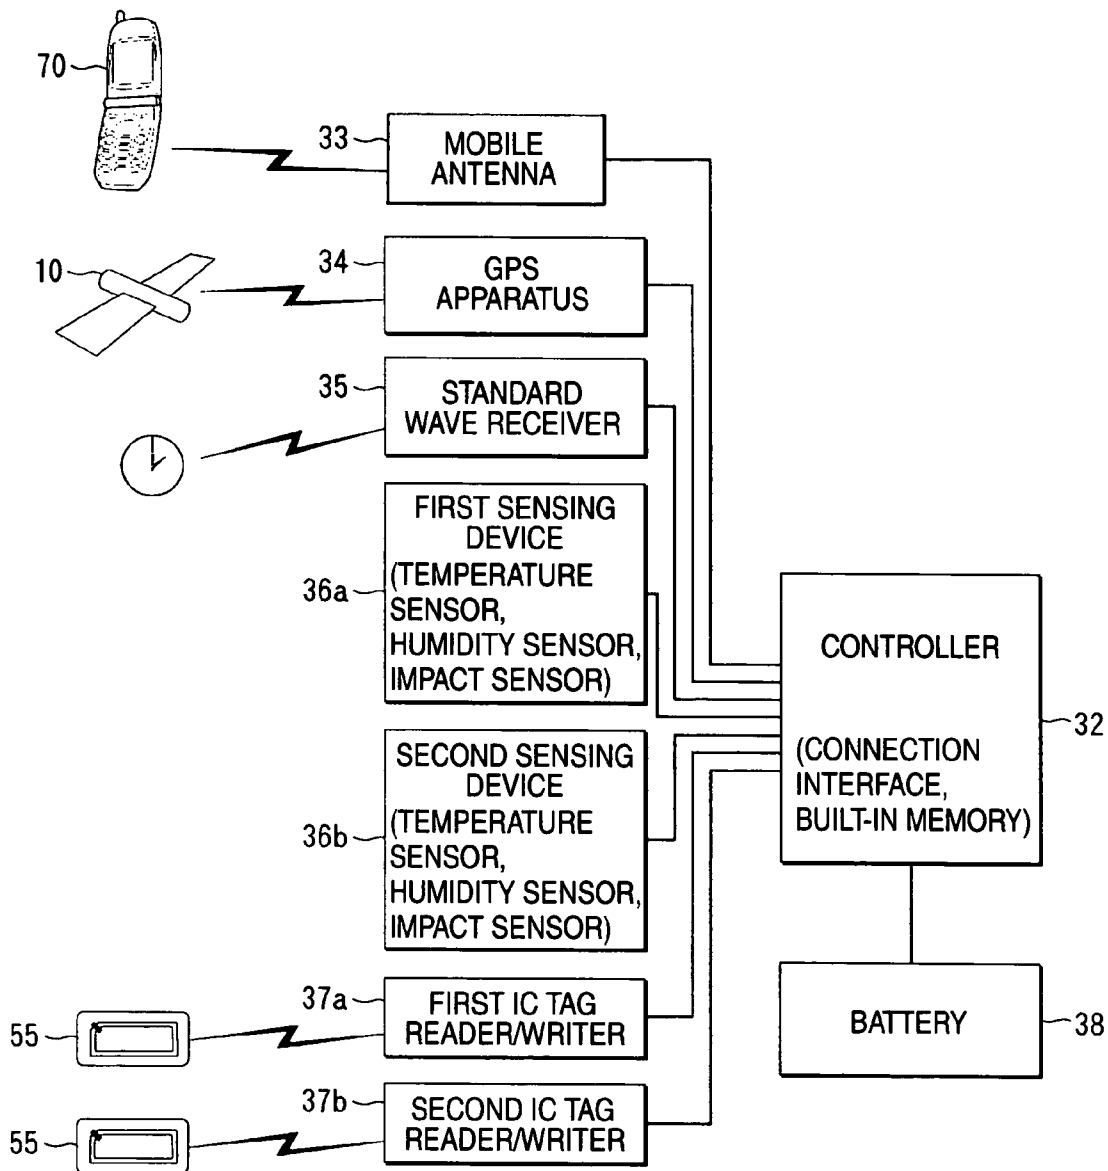 70
33
MOBILE
ANTENNA
10
34
GPS
APPARATUS
35
STANDARD
WAVE RECEIVER
36a
FIRST SENSING
DEVICE
(TEMPERATURE
SENSOR,
HUMIDITY SENSOR,
IMPACT SENSOR)
CONTROLLER
(CONNECTION
INTERFACE,
BUILT-IN MEMORY)
32
36b
SECOND SENSING
DEVICE
(TEMPERATURE
SENSOR,
HUMIDITY SENSOR,
IMPACT SENSOR)
BATTERY
38
55
37a
FIRST IC TAG
READER/WRITER
55
37b
SECOND IC TAG
READER/WRITER